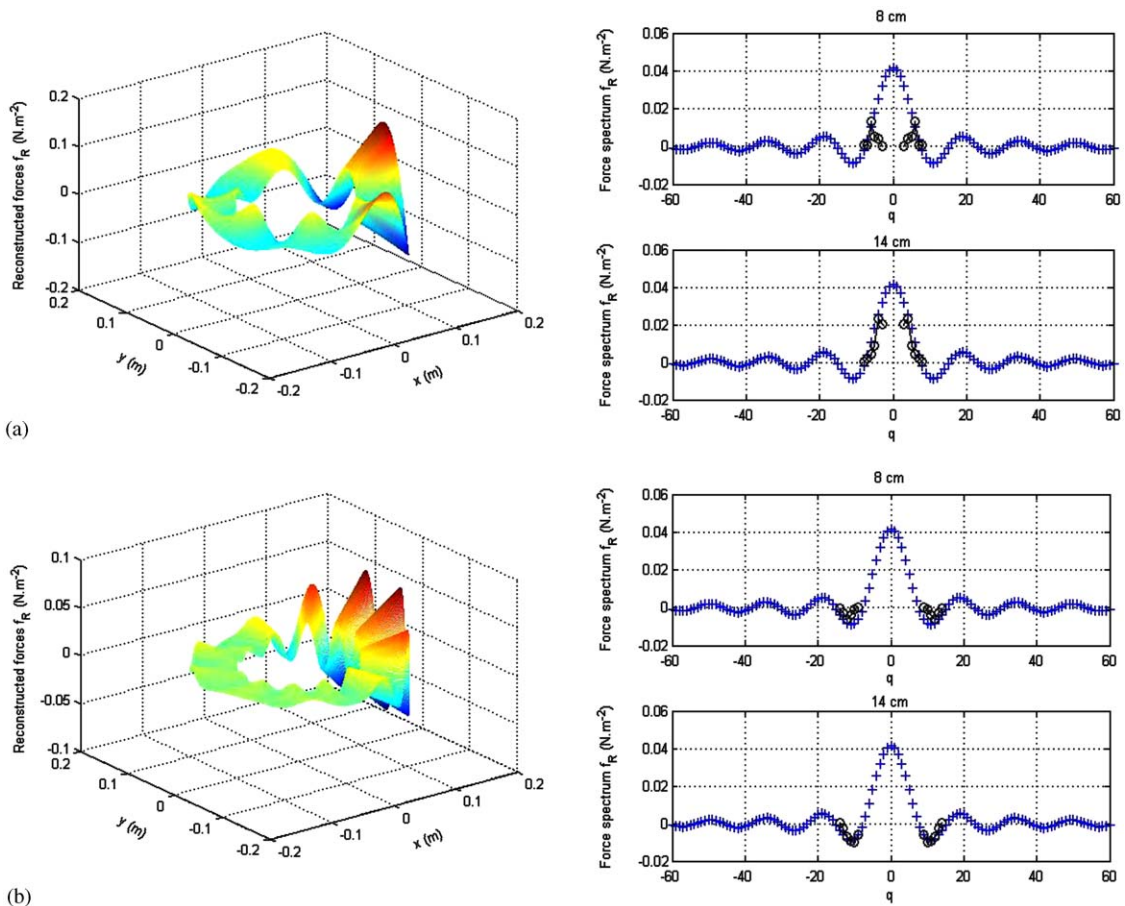 0.2
0.1
0
-0.1
-0.2
Reconstructed forces f_R (N.m⁻²)
0.2
0.1
0
-0.1
-0.2
y (m)
-0.2
-0.1
0
0.1
0.2
x (m)
(a)
8 cm
0.06
0.04
0.02
0
-0.02
Force spectrum f_R (N.m⁻²)
-60 -40 -20 0 20 40 60
q
14 cm
0.06
0.04
0.02
0
-0.02
Force spectrum f_R (N.m⁻²)
-60 -40 -20 0 20 40 60
q
0.1
0.05
0
-0.05
-0.1
Reconstructed forces f_R (N.m⁻²)
0.2
0.1
0
-0.1
-0.2
y (m)
-0.2
-0.1
0
0.1
0.2
x (m)
(b)
8 cm
0.06
0.04
0.02
0
-0.02
Force spectrum f_R (N.m⁻²)
-60 -40 -20 0 20 40 60
q
14 cm
0.06
0.04
0.02
0
-0.02
Force spectrum f_R (N.m⁻²)
-60 -40 -20 0 20 40 60
q